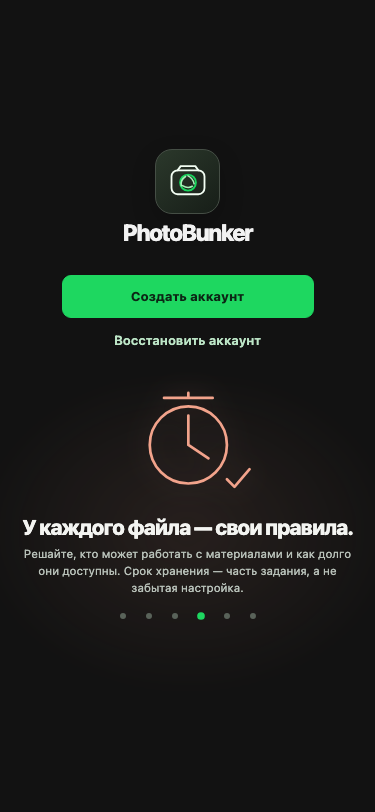 PhotoBunker
Создать аккаунт
Восстановить аккаунт
У каждого файла — свои правила.
Решайте, кто может работать с материалами и как долго
они доступны. Срок хранения — часть задания, а не
забытая настройка.